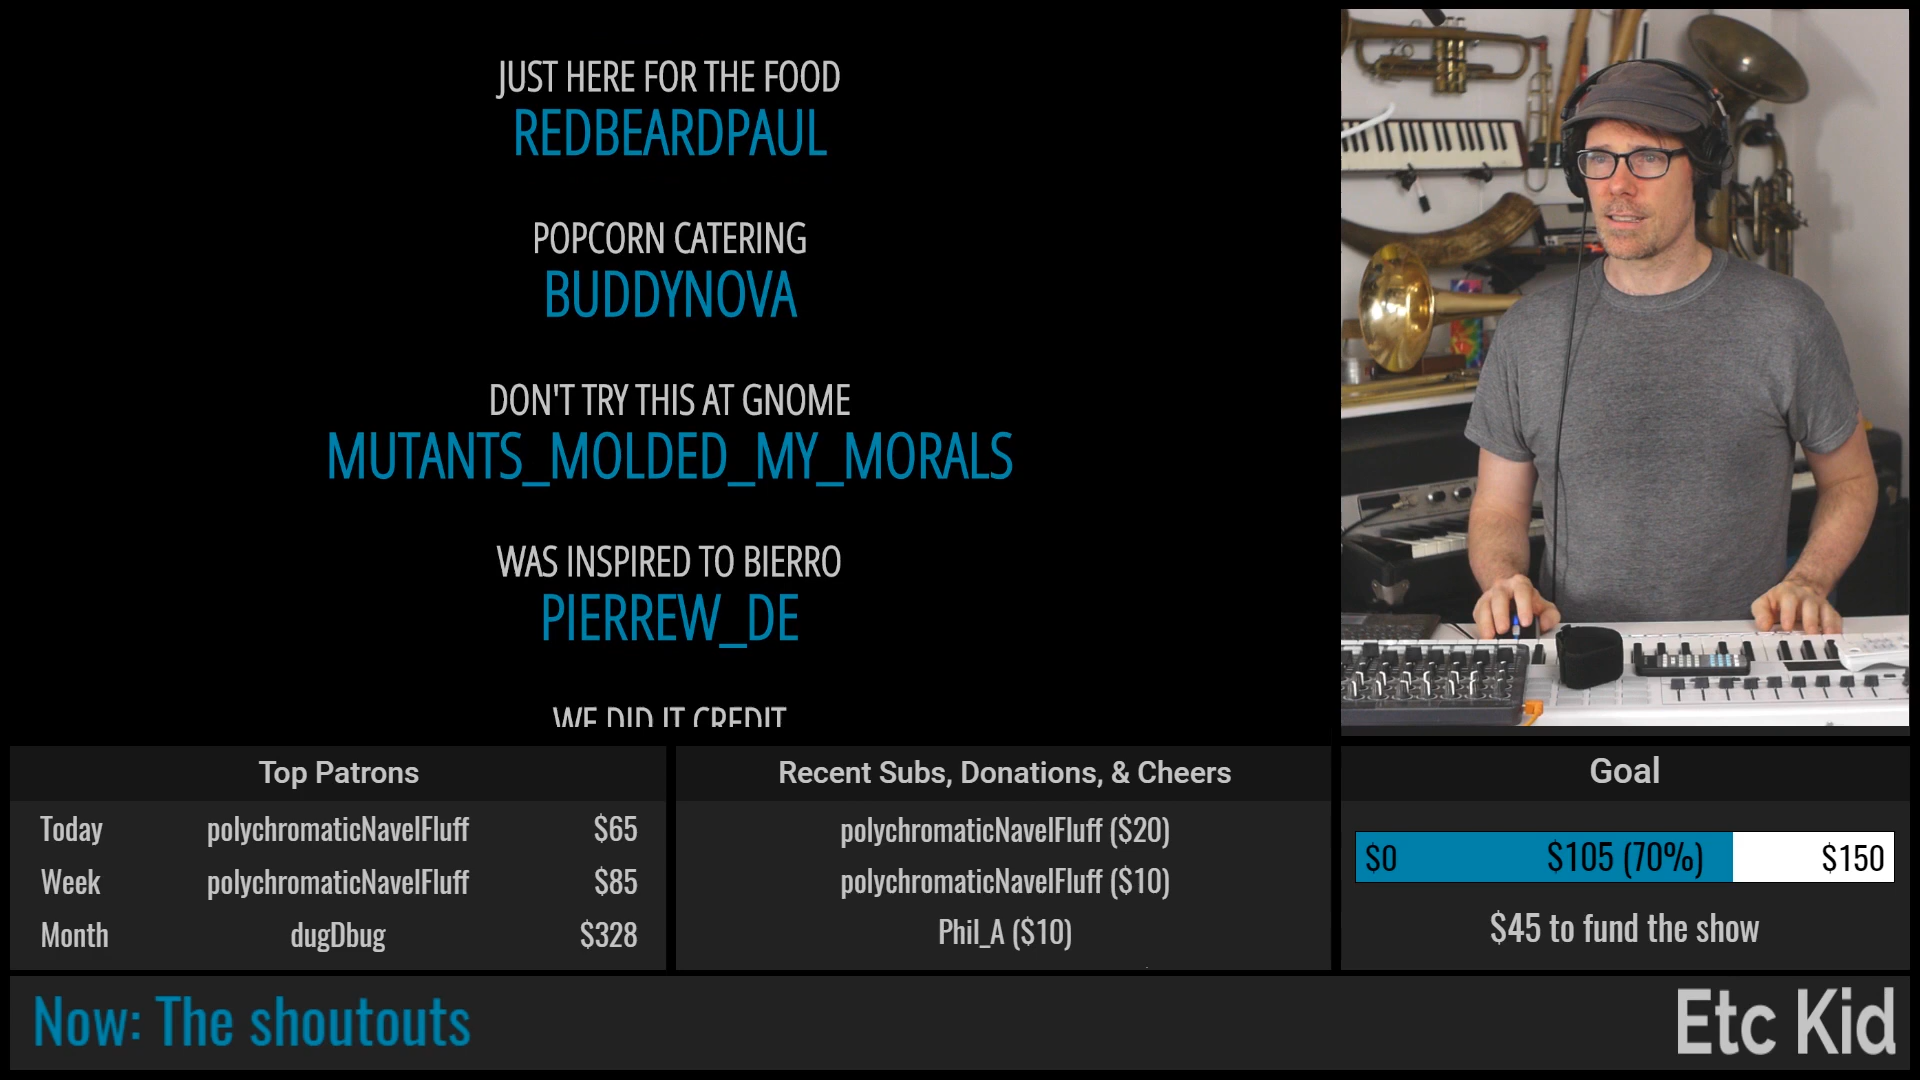 JUST HERE FOR THE FOOD
REDBEARDPAUL
POPCORN CATERING
BUDDYNOVA
DON'T TRY THIS AT GNOME
MUTANTS_MOLDED_MY_MORALS
WAS INSPIRED TO BIERRO
PIERREW_DE
WE DID IT CREDIT
Top Patrons
Today polychromaticNavelFluff $65
Week polychromaticNavelFluff $85
Month dugDbug $328
Recent Subs, Donations, & Cheers
polychromaticNavelFluff ($20)
polychromaticNavelFluff ($10)
Phil_A ($10)
Goal
$0 $105 (70%) $150
$45 to fund the show
Now: The shoutouts
Etc Kid